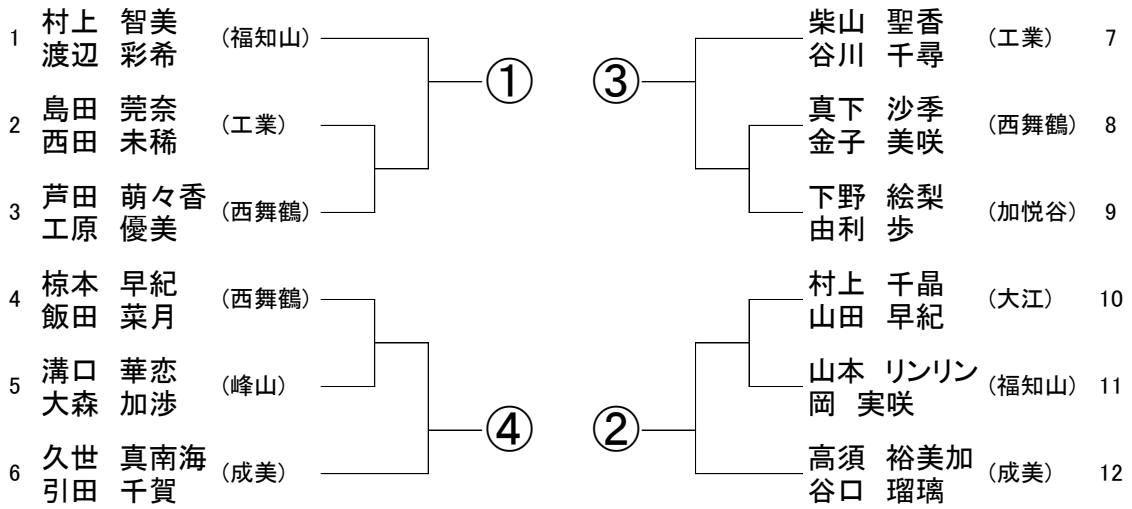 1 村上 智美 (福知山)
渡辺 彩希
①
2 島田 莞奈 (工業)
西田 未稀
3 芦田 萌々香 (西舞鶴)
工原 優美
4 椋本 早紀 (西舞鶴)
飯田 菜月
5 溝口 華恋 (峰山)
大森 加渉
④
6 久世 真南海 (成美)
引田 千賀
柴山 聖香 (工業) 7
谷川 千尋
③
真下 沙季 (西舞鶴) 8
金子 美咲
下野 絵梨 (加悦谷) 9
由利 歩
村上 千晶 (大江) 10
山田 早紀
山本 リンリン (福知山) 11
岡 実咲
②
高須 裕美加 (成美) 12
谷口 瑠璃